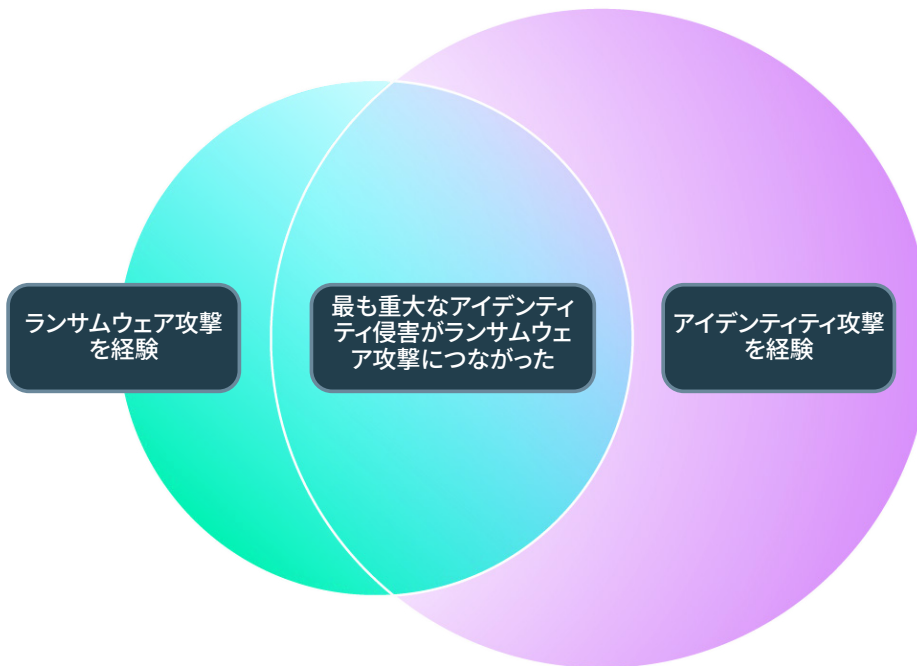 ランサムウェア攻撃
を経験
最も重大なアイデンティ
ティ侵害がランサムウェ
ア攻撃につながった
アイデンティティ攻撃
を経験